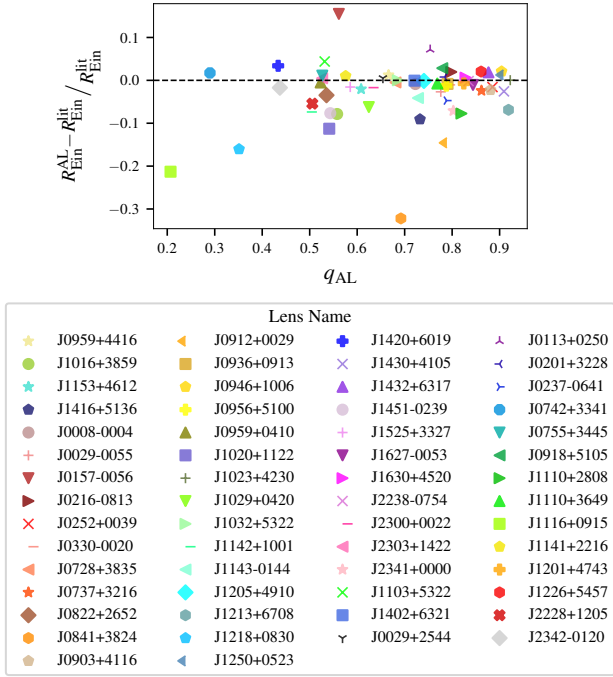 0.1
0.0
−0.1
−0.2
−0.3
R_Ein^AL − R_Ein^lit / R_Ein^lit
0.2 0.3 0.4 0.5 0.6 0.7 0.8 0.9
q_AL
Lens Name
J0959+4416 J0912+0029 J1420+6019 J0113+0250
J1016+3859 J0936+0913 J1430+4105 J0201+3228
J1153+4612 J0946+1006 J1432+6317 J0237-0641
J1416+5136 J0956+5100 J1451-0239 J0742+3341
J0008-0004 J0959+0410 J1525+3327 J0755+3445
J0029-0055 J1020+1122 J1627-0053 J0918+5105
J0157-0056 J1023+4230 J1630+4520 J1110+2808
J0216-0813 J1029+0420 J2238-0754 J1110+3649
J0252+0039 J1032+5322 J2300+0022 J1116+0915
J0330-0020 J1142+1001 J2303+1422 J1141+2216
J0728+3835 J1143-0144 J2341+0000 J1201+4743
J0737+3216 J1205+4910 J1103+5322 J1226+5457
J0822+2652 J1213+6708 J1402+6321 J2228+1205
J0841+3824 J1218+0830 J0029+2544 J2342-0120
J0903+4116 J1250+0523